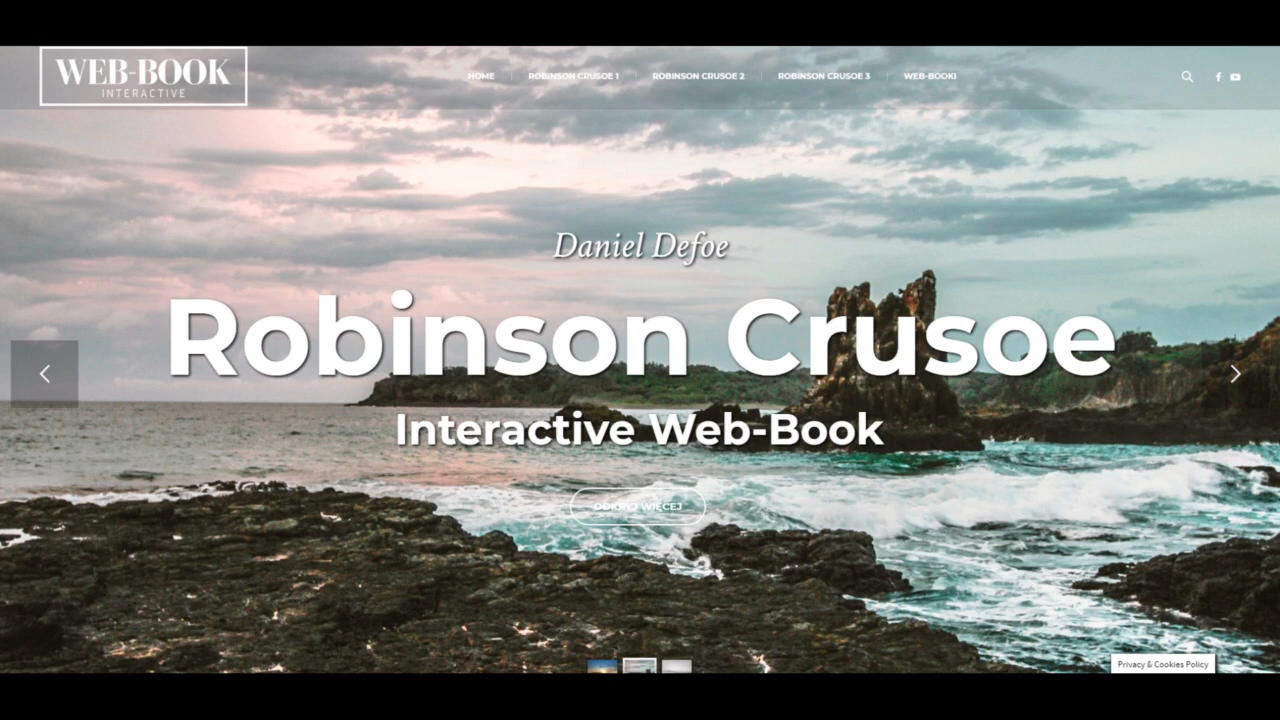 WEB-BOOK
INTERACTIVE
HOME
ROBINSON CRUSOE 1
ROBINSON CRUSOE 2
ROBINSON CRUSOE 3
WEB-BOOKI
Daniel Defoe
Robinson Crusoe
Interactive Web-Book
ODKRYJ WIĘCEJ
Privacy & Cookies Policy